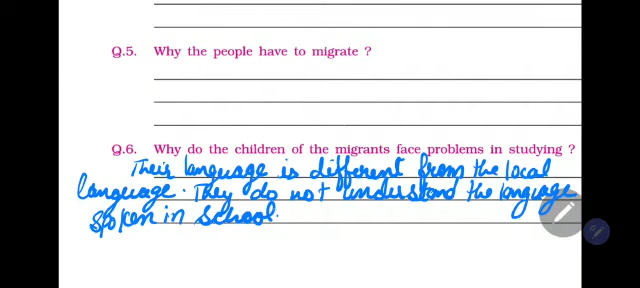 Q.5. Why the people have to migrate ?
Q.6. Why do the children of the migrants face problems in studying ?
Their language is different from the local
language. They do not understand the language
spoken in school.